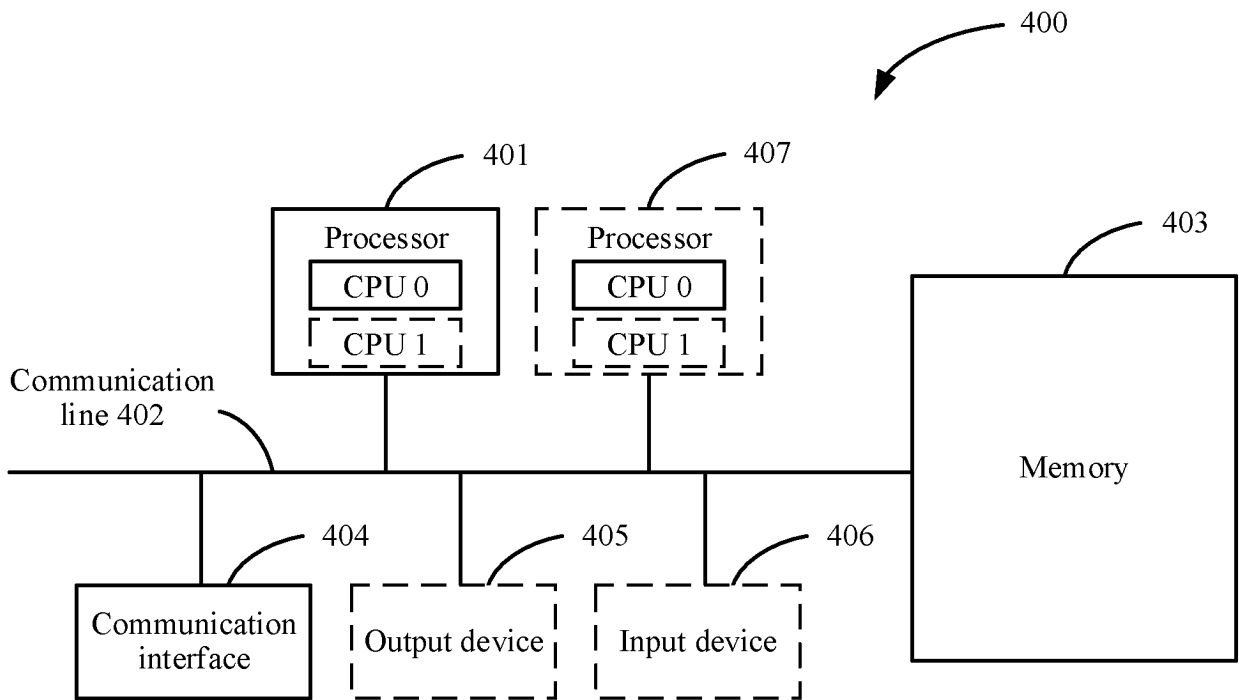 400
401
407
Processor
CPU 0
CPU 1
Processor
CPU 0
CPU 1
403
Communication
line 402
Memory
404
405
406
Communication
interface
Output device
Input device